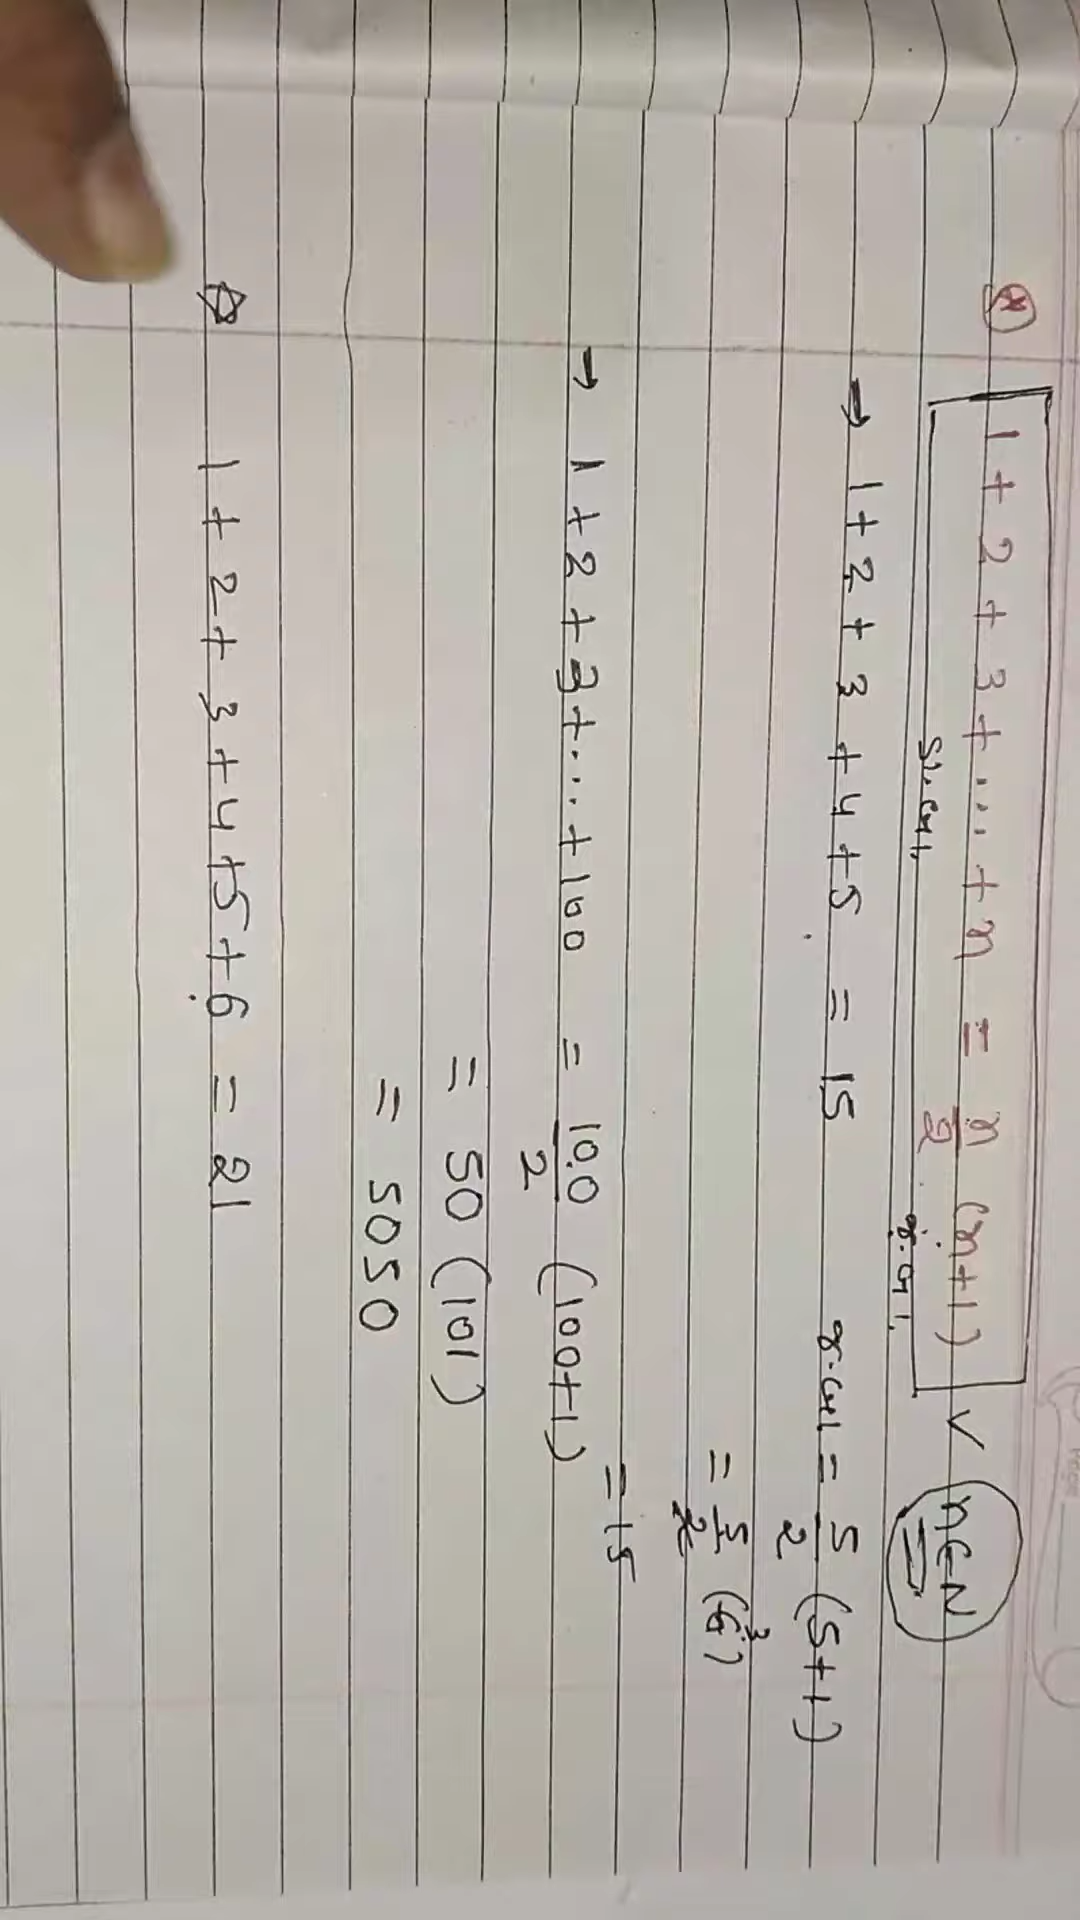 1 + 2 + 3 + ... + n = n/2 (n+1) ✓ n∈N
→ 1 + 2 + 3 + 4 + 5 = 15
= 5/2 (5+1)
= 5/2 (6) 3
= 15
→ 1 + 2 + 3 + ... + 100 = 100/2 (100+1)
= 50 (101)
= 5050
☆ 1 + 2 + 3 + 4 + 5 + 6 = 21